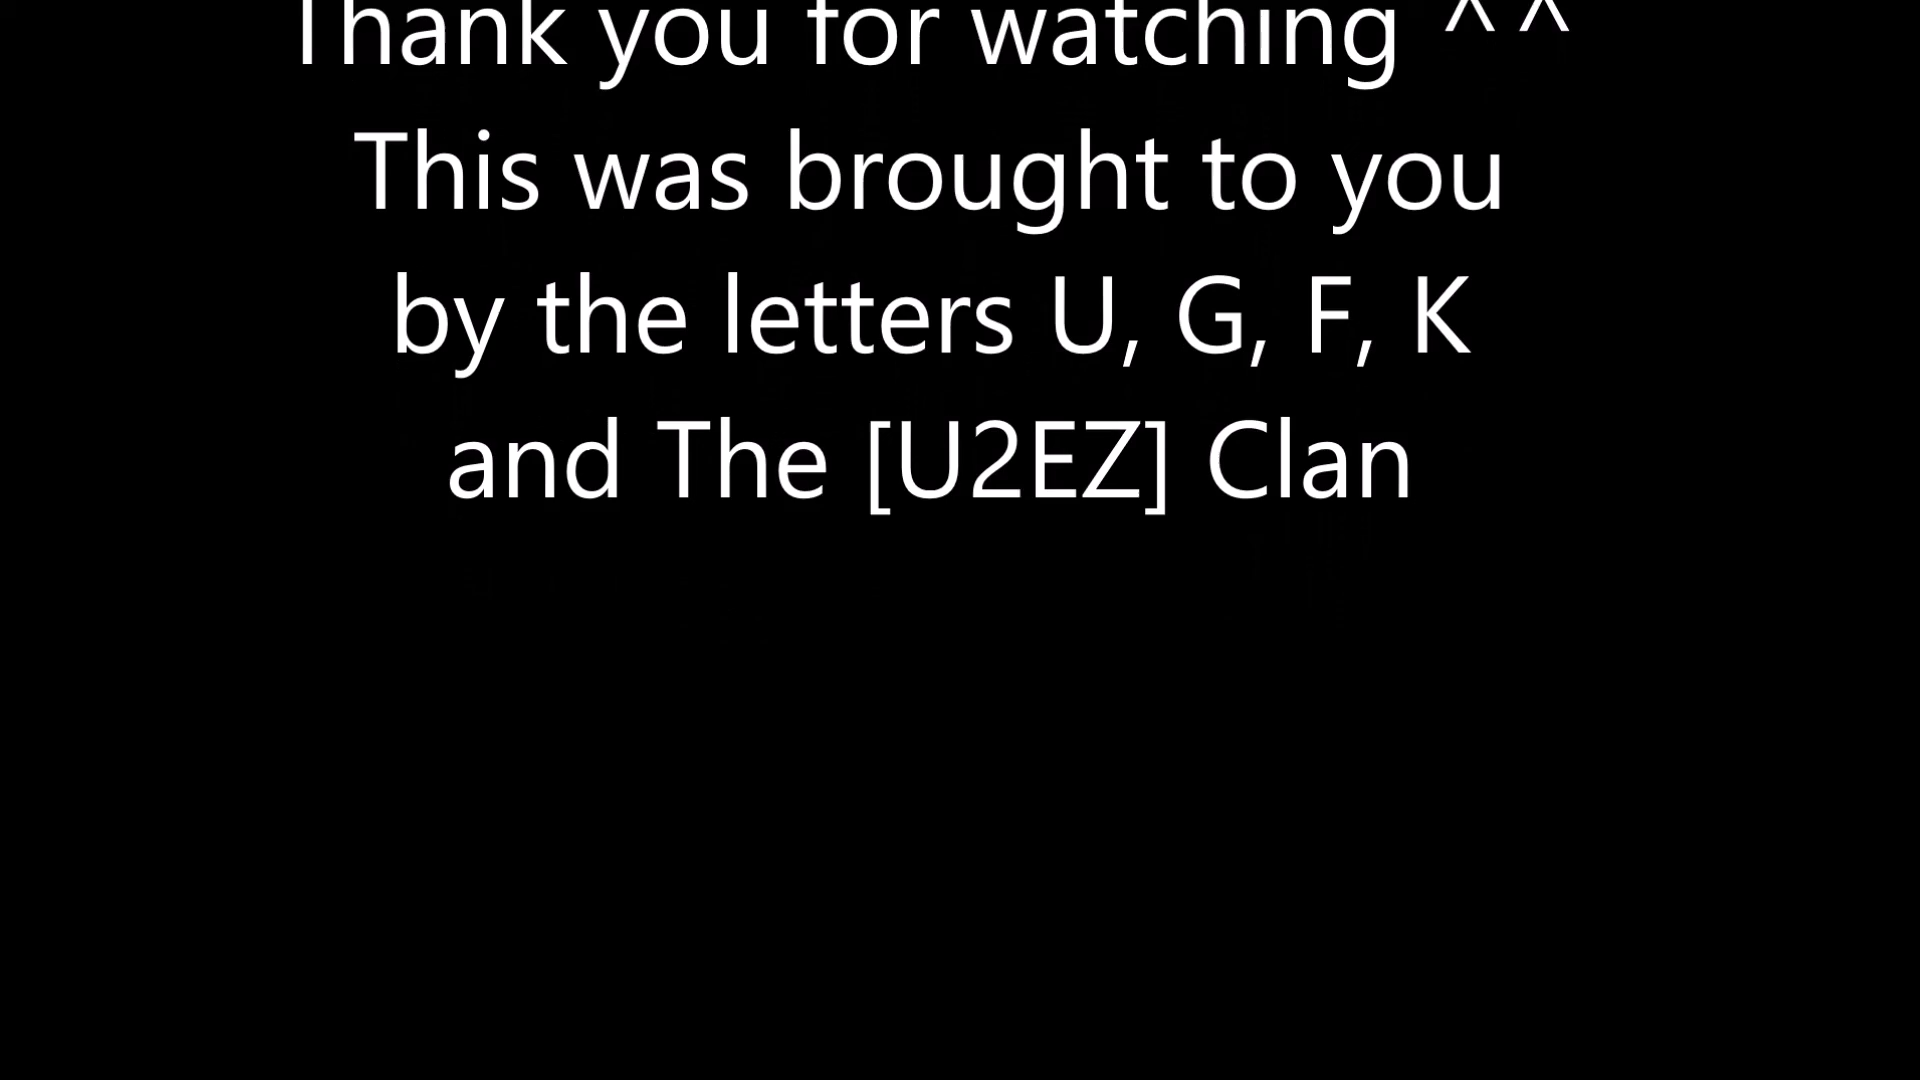 Thank you for watching ^ ^
This was brought to you
by the letters U, G, F, K
and The [U2EZ] Clan